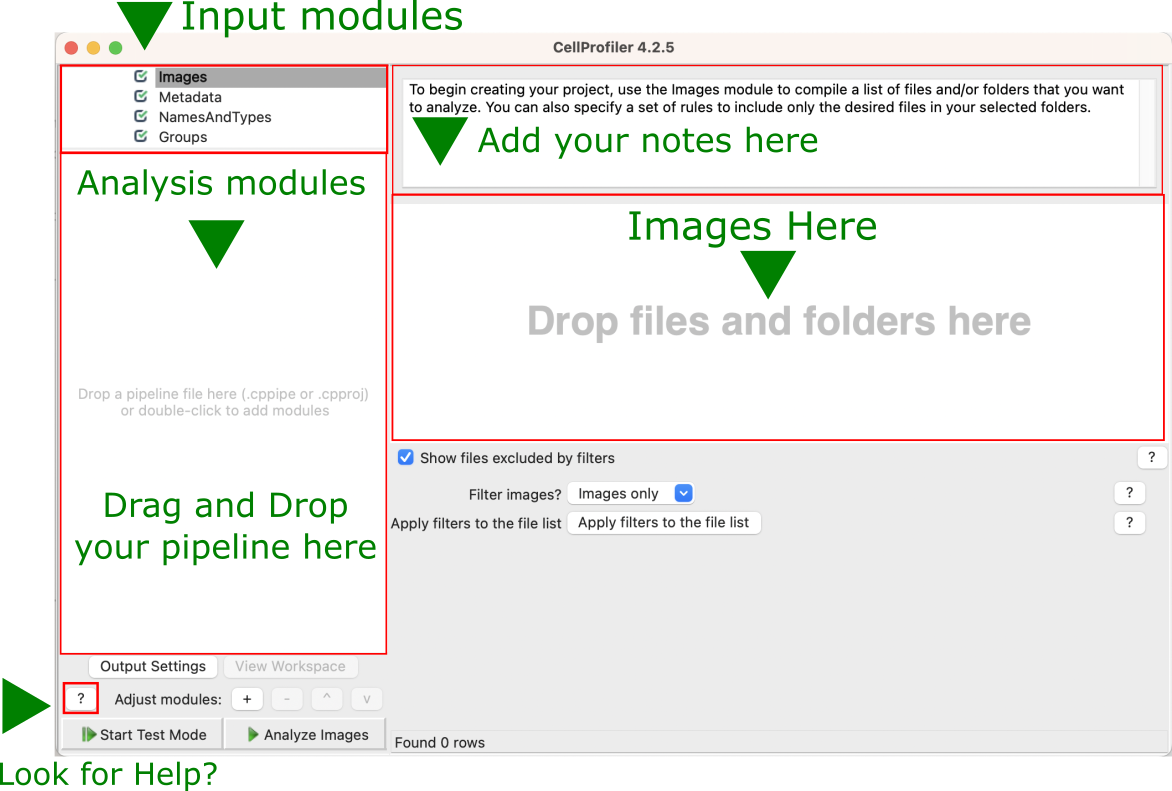 Input modules
CellProfiler 4.2.5
Images
Metadata
NamesAndTypes
Groups
To begin creating your project, use the Images module to compile a list of files and/or folders that you want
to analyze. You can also specify a set of rules to include only the desired files in your selected folders.
Add your notes here
Analysis modules
Images Here
Drop files and folders here
Drop a pipeline file here (.cppipe or .cpproj)
or double-click to add modules
Drag and Drop
your pipeline here
Show files excluded by filters ?
Filter images? Images only ?
Apply filters to the file list Apply filters to the file list ?
Output Settings View Workspace
? Adjust modules: + - ^ v
Start Test Mode Analyze Images
Found 0 rows
Look for Help?